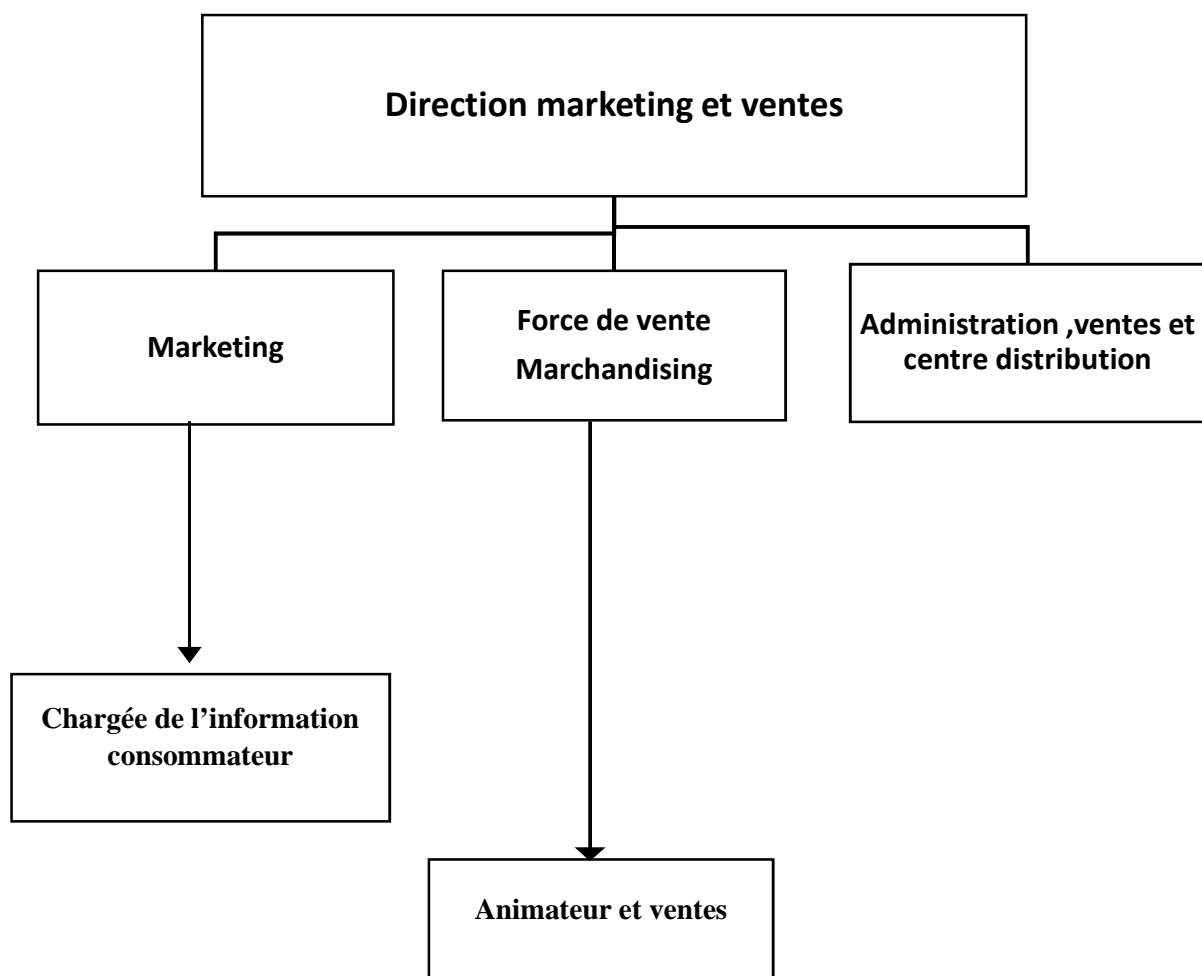 Direction marketing et ventes
Marketing
Force de vente
Marchandising
Administration ,ventes et
centre distribution
Chargée de l’information
consommateur
Animateur et ventes